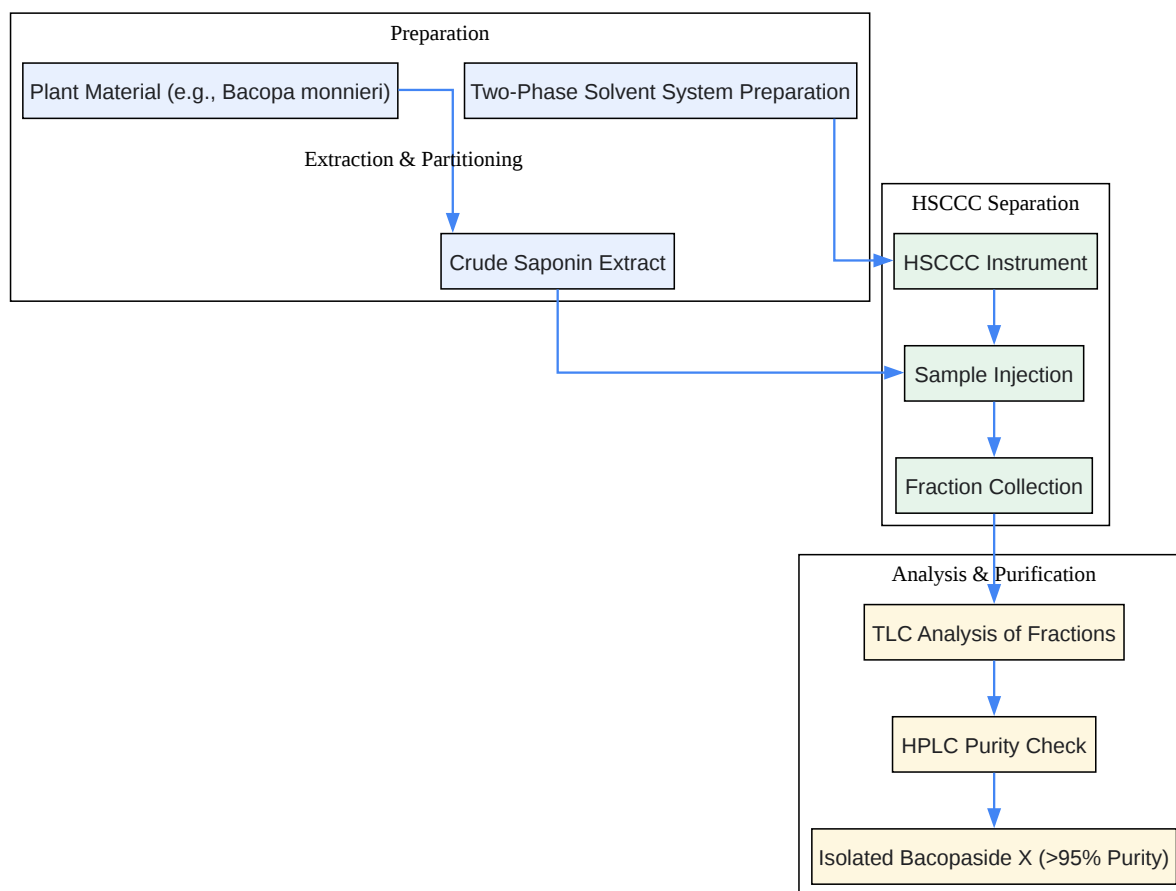 Preparation
Plant Material (e.g., Bacopa monnieri)
Two-Phase Solvent System Preparation
Extraction & Partitioning
Crude Saponin Extract
HSCCC Separation
HSCCC Instrument
Sample Injection
Fraction Collection
Analysis & Purification
TLC Analysis of Fractions
HPLC Purity Check
Isolated Bacopaside X (>95% Purity)